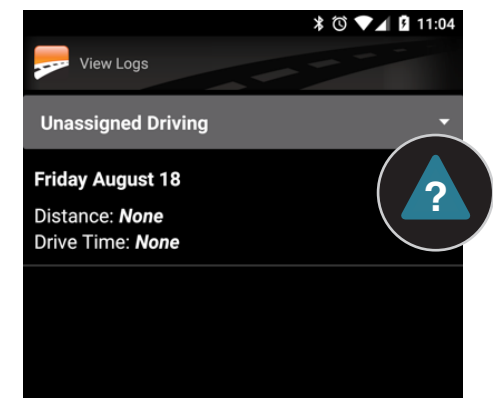 11:04
View Logs
Unassigned Driving
?
Friday August 18
Distance: None
Drive Time: None